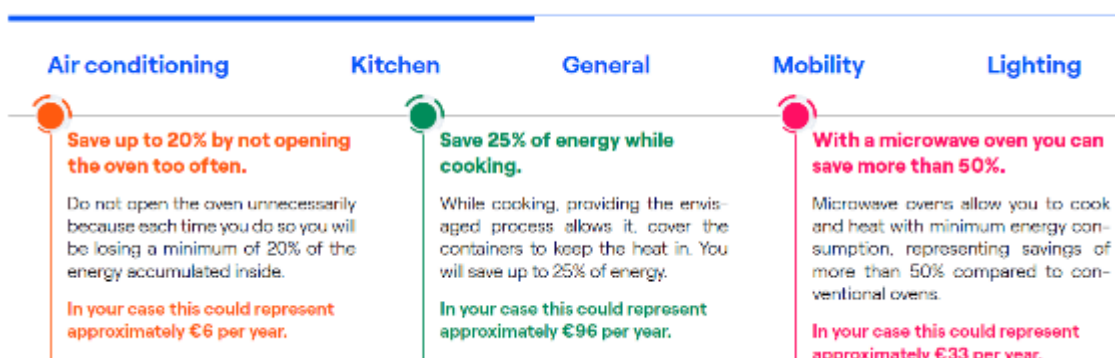 Air conditioning
Kitchen
General
Mobility
Lighting
Save up to 20% by not opening
the oven too often.
Do not open the oven unnecessarily
because each time you do so you will
be losing a minimum of 20% of the
energy accumulated inside.
In your case this could represent
approximately €6 per year.
Save 25% of energy while
cooking.
While cooking, providing the envis-
aged process allows it, cover the
containers to keep the heat in. You
will save up to 25% of energy.
In your case this could represent
approximately €96 per year.
With a microwave oven you can
save more than 50%.
Microwave ovens allow you to cook
and heat with minimum energy con-
sumption, representing savings of
more than 50% compared to con-
ventional ovens.
In your case this could represent
approximately €33 per year.